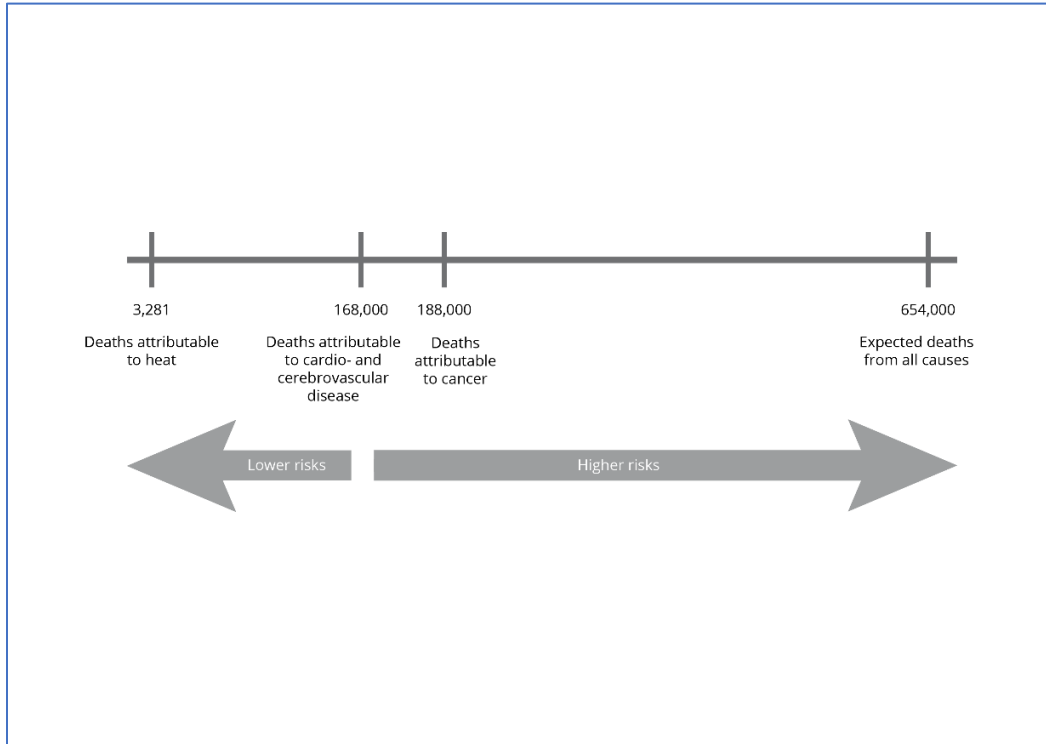 3,281
168,000
188,000
654,000
Deaths attributable
to heat
Deaths attributable
to cardio- and
cerebrovascular
disease
Deaths
attributable
to cancer
Expected deaths
from all causes
Lower risks
Higher risks